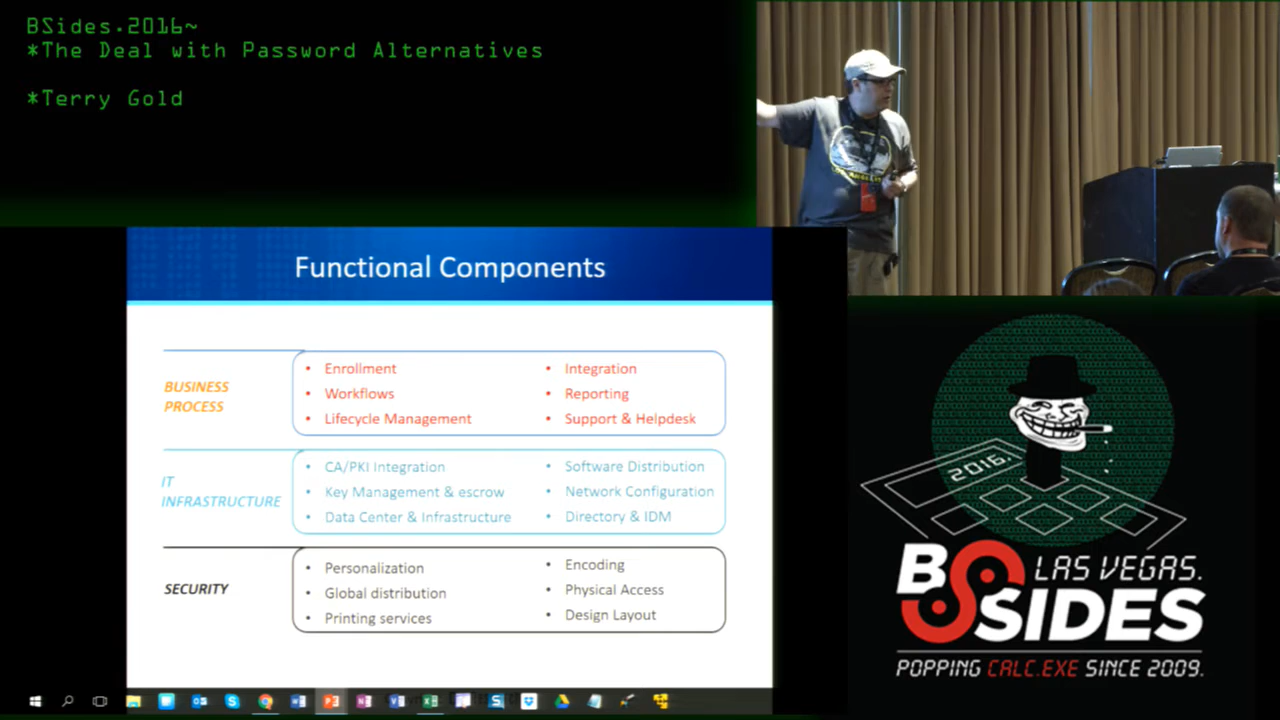 BSides.2016~
*The Deal with Password Alternatives
*Terry Gold
Functional Components
BUSINESS
PROCESS
• Enrollment
• Workflows
• Lifecycle Management
• Integration
• Reporting
• Support & Helpdesk
IT
INFRASTRUCTURE
• CA/PKI Integration
• Key Management & escrow
• Data Center & Infrastructure
• Software Distribution
• Network Configuration
• Directory & IDM
SECURITY
• Personalization
• Global distribution
• Printing services
• Encoding
• Physical Access
• Design Layout
2016.
BSIDES
LAS VEGAS.
POPPING CALC.EXE SINCE 2009.